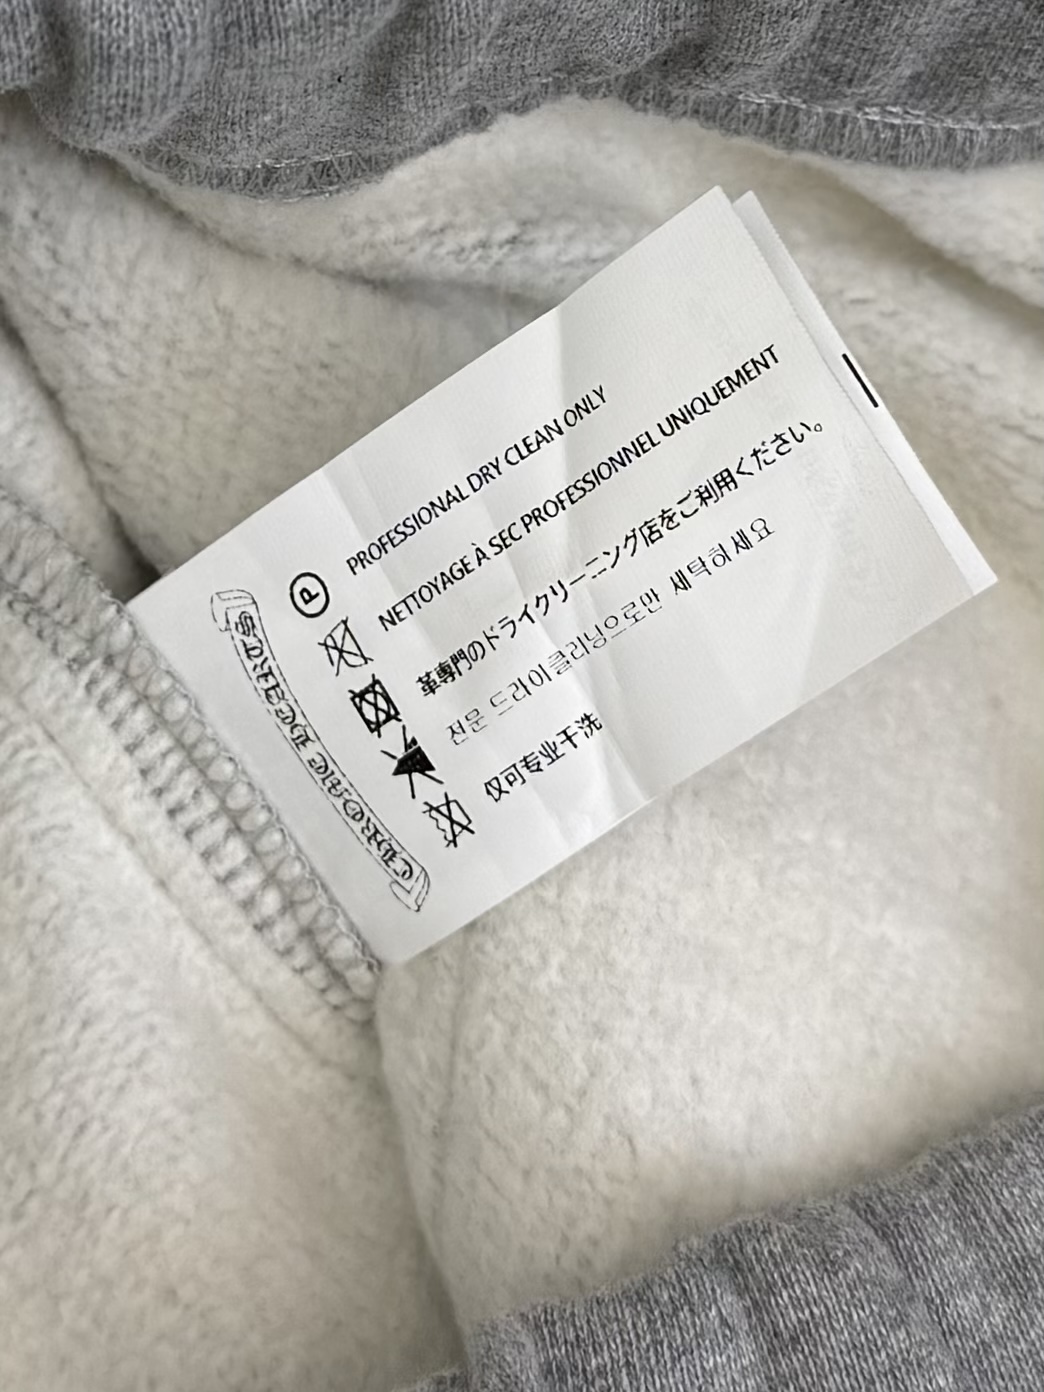 CHROME HEARTS
P
PROFESSIONAL DRY CLEAN ONLY
NETTOYAGE À SEC PROFESSIONNEL UNIQUEMENT
革専門のドライクリーニング店をご利用ください。
전문 드라이클리닝으로만 세탁하세요
仅可专业干洗